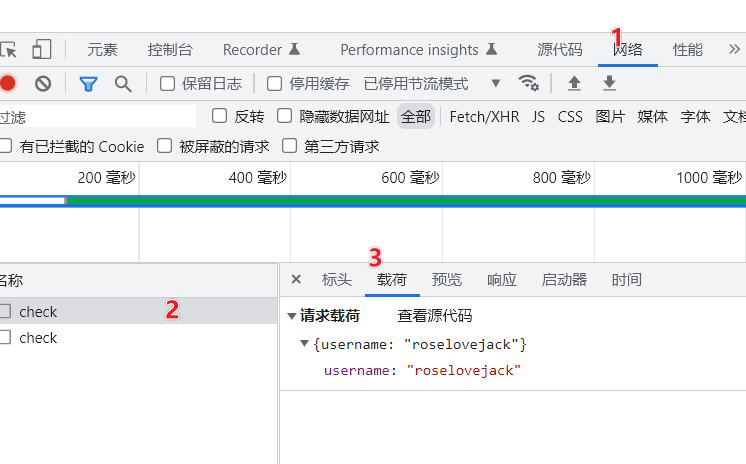 1
元素 控制台 Recorder Performance insights 源代码 网络 性能 »
保留日志 停用缓存 已停用节流模式
过滤 反转 隐藏数据网址 全部 Fetch/XHR JS CSS 图片 媒体 字体 文档
有已拦截的 Cookie 被屏蔽的请求 第三方请求
200 毫秒 400 毫秒 600 毫秒 800 毫秒 1000 毫秒
3
名称 × 标头 载荷 预览 响应 启动器 时间
check 2
check
请求载荷 查看源代码
{username: "roselovejack"}
username: "roselovejack"